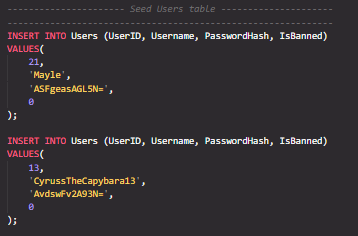 ---------------------- Seed Users table --------------------
------------------------------------------------------------
INSERT INTO Users (UserID, Username, PasswordHash, IsBanned)
VALUES(
    21,
    'Mayle',
    'ASFgeasAGL5N=',
    0
);

INSERT INTO Users (UserID, Username, PasswordHash, IsBanned)
VALUES(
    13,
    'CyrussTheCapybara13',
    'AvdswFv2A93N=',
    0
);